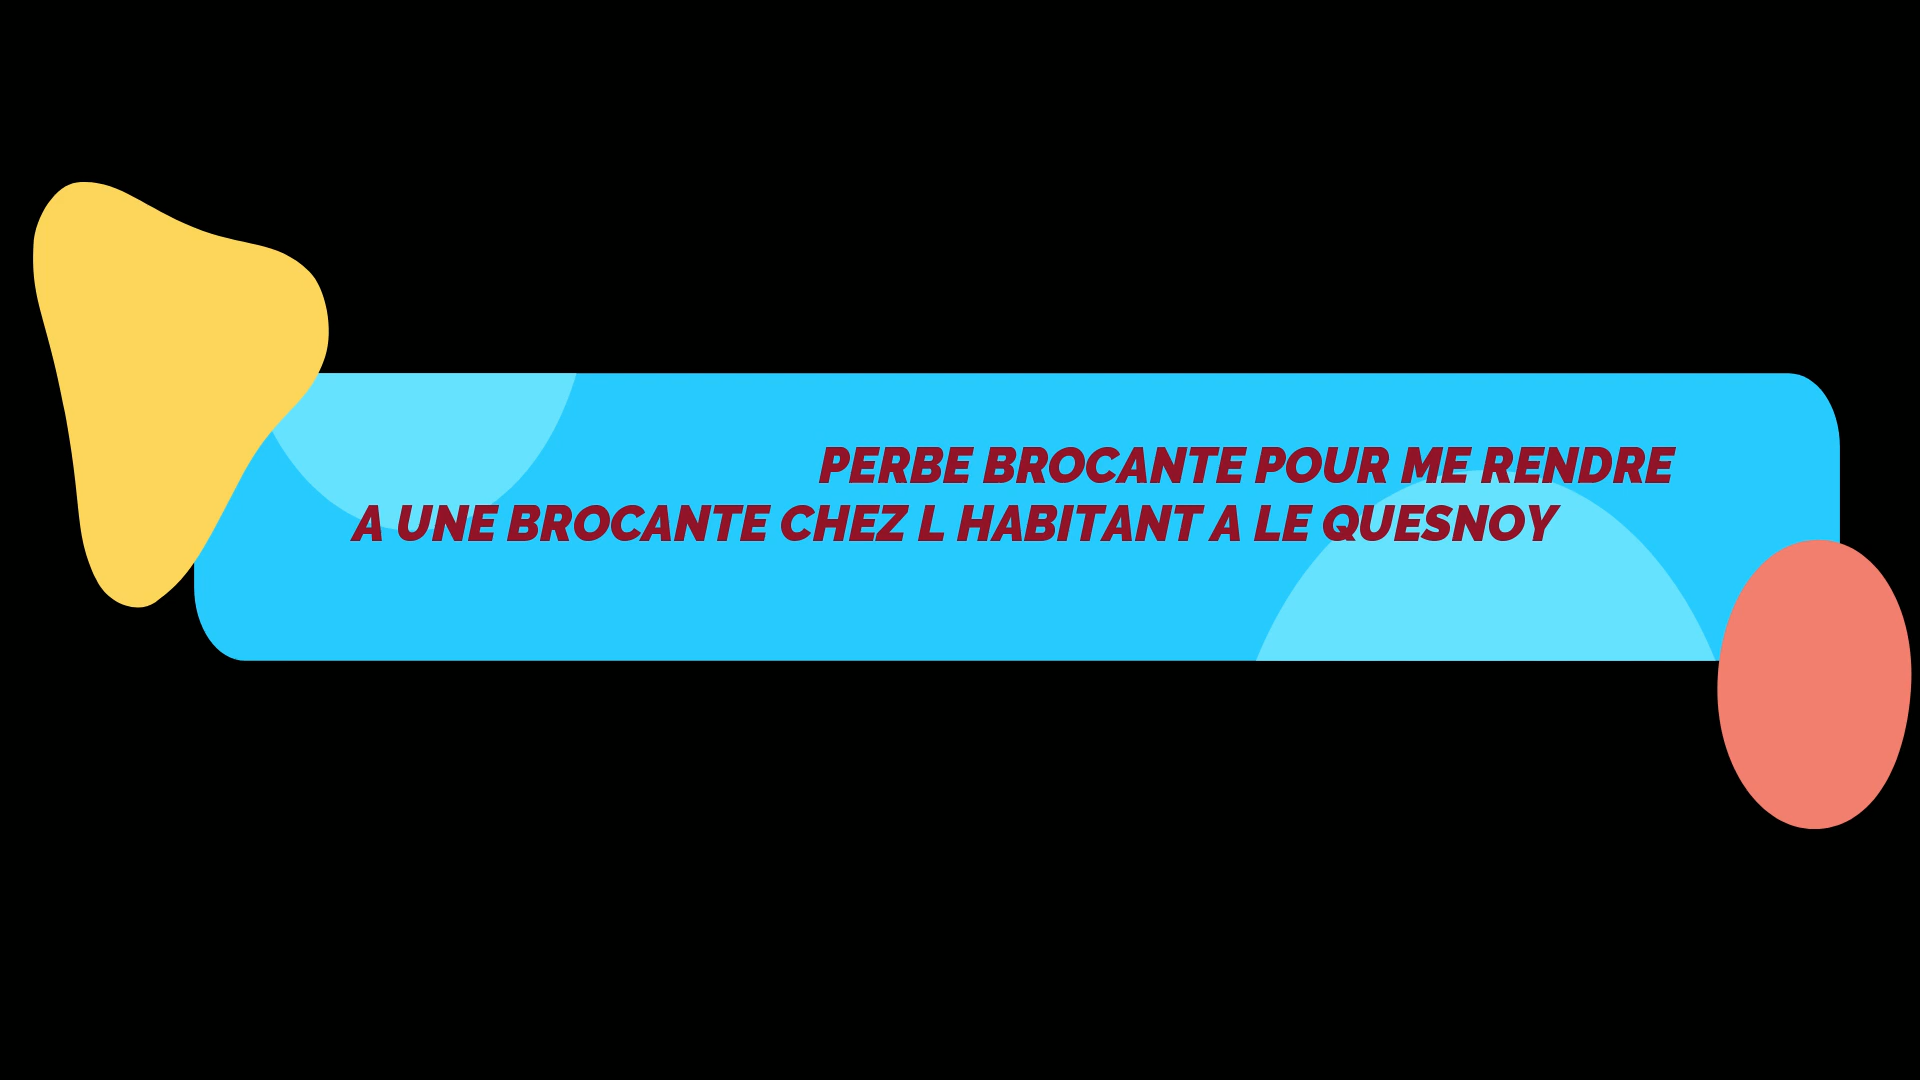 PERBE BROCANTE POUR ME RENDRE
A UNE BROCANTE CHEZ L HABITANT A LE QUESNOY